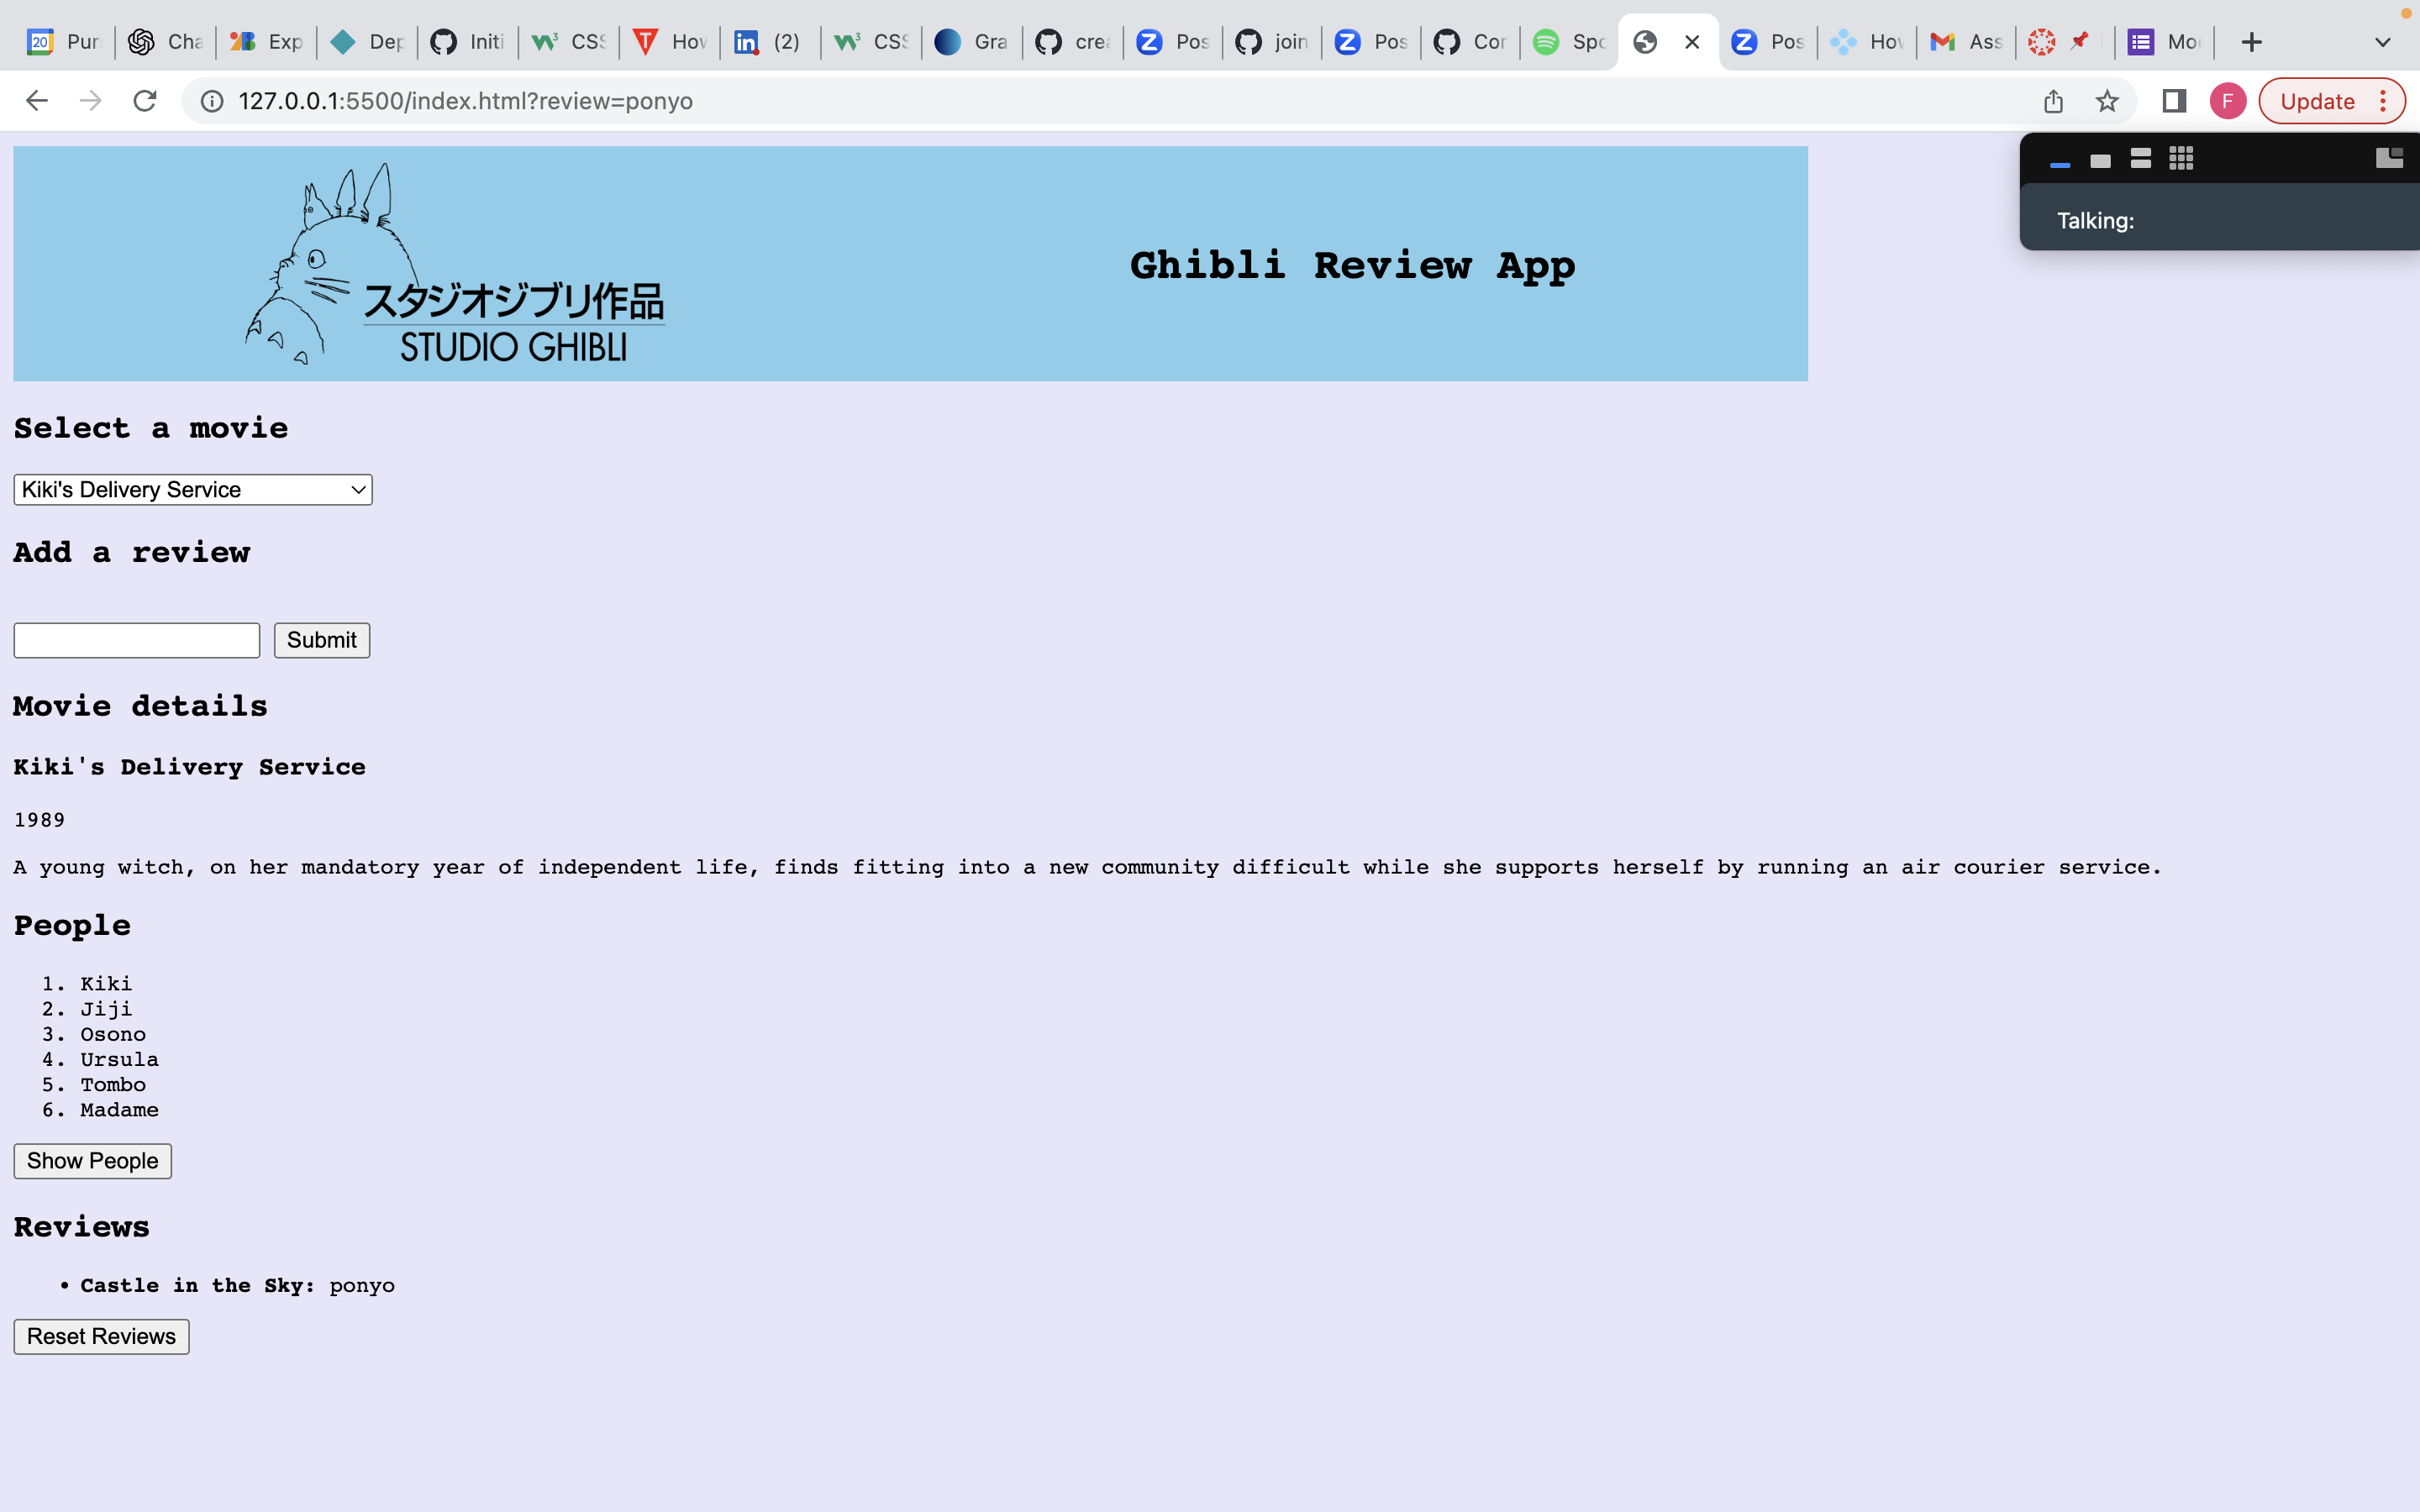 20 Pur Cha Exp Dep Initi CSS Hov in (2) CSS Gra crea Pos join Pos Cor Spo Pos Hov Ass Mo
127.0.0.1:5500/index.html?review=ponyo F Update
Talking:
スタジオジブリ作品
STUDIO GHIBLI
Ghibli Review App
Select a movie
Kiki's Delivery Service
Add a review
Submit
Movie details
Kiki's Delivery Service
1989
A young witch, on her mandatory year of independent life, finds fitting into a new community difficult while she supports herself by running an air courier service.
People
1. Kiki
2. Jiji
3. Osono
4. Ursula
5. Tombo
6. Madame
Show People
Reviews
• Castle in the Sky: ponyo
Reset Reviews